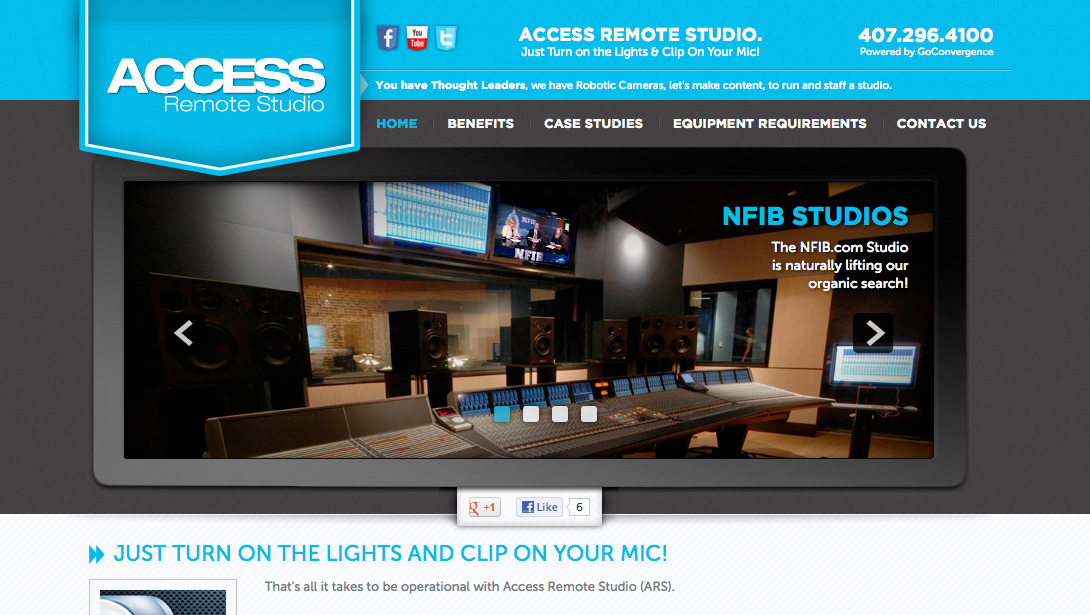 ACCESS
Remote Studio
f
You
Tube
t
ACCESS REMOTE STUDIO.
Just Turn on the Lights & Clip On Your Mic!
407.296.4100
Powered by GoConvergence
You have Thought Leaders, we have Robotic Cameras, let's make content, to run and staff a studio.
HOME
BENEFITS
CASE STUDIES
EQUIPMENT REQUIREMENTS
CONTACT US
NFIB
NFIB
NFIB STUDIOS
The NFIB.com Studio
is naturally lifting our
organic search!
g +1
f Like
6
JUST TURN ON THE LIGHTS AND CLIP ON YOUR MIC!
That's all it takes to be operational with Access Remote Studio (ARS).